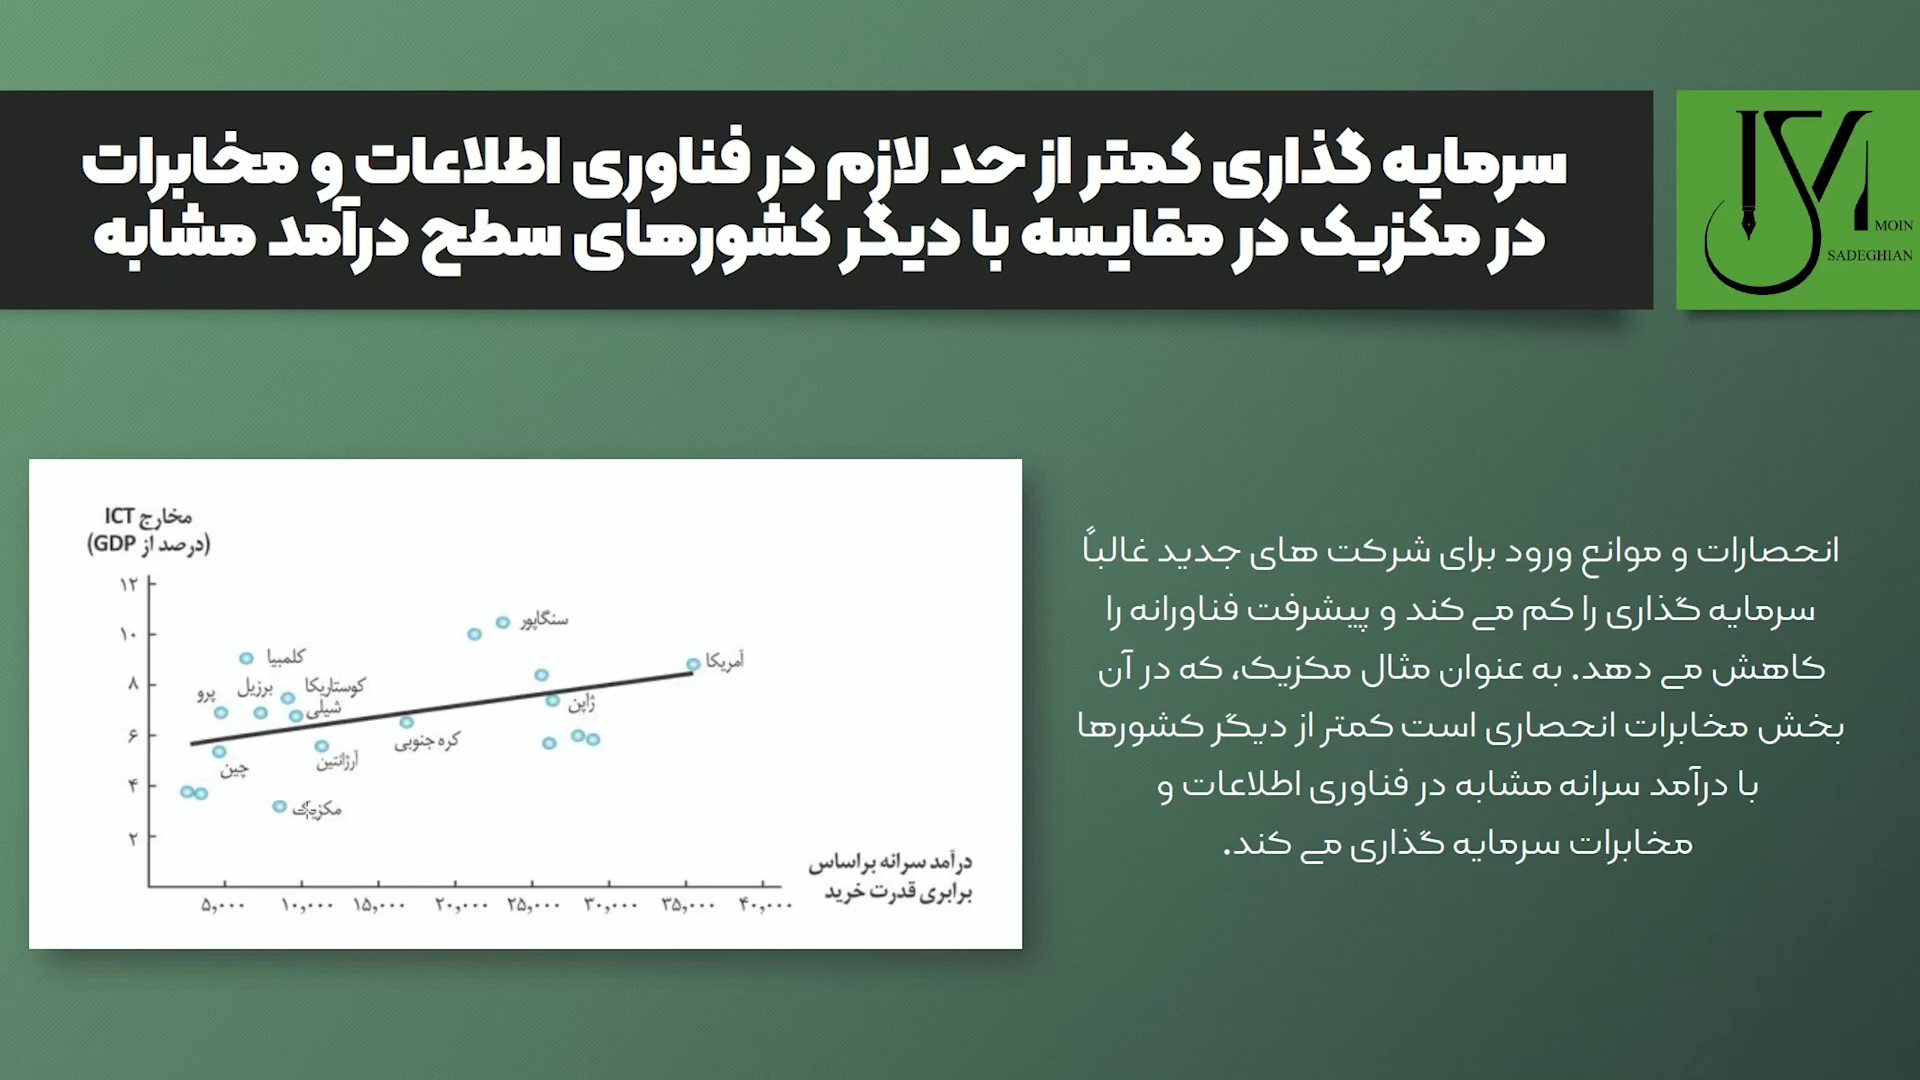 سرمایه گذاری کمتر از حد لازم در فناوری اطلاعات و مخابرات
در مکزیک در مقایسه با دیگر کشورهای سطح درآمد مشابه
MOIN
SADEGHIAN
انحصارات و موانع ورود برای شرکت های جدید غالباً
سرمایه گذاری را کم می کند و پیشرفت فناورانه را
کاهش می دهد. به عنوان مثال مکزیک، که در آن
بخش مخابرات انحصاری است کمتر از دیگر کشورها
با درآمد سرانه مشابه در فناوری اطلاعات و
مخابرات سرمایه گذاری می کند.
مخارج ICT
(درصد از GDP)
۱۲
۱۰
۸
۶
۴
۲
سنگاپور
کلمبیا
آمریکا
کوستاریکا
برزیل
پرو
شیلی
ژاپن
کره جنوبی
آرژانتین
چین
مکزیک
درآمد سرانه براساس
برابری قدرت خرید
۵,۰۰۰
۱۰,۰۰۰
۱۵,۰۰۰
۲۰,۰۰۰
۲۵,۰۰۰
۳۰,۰۰۰
۳۵,۰۰۰
۴۰,۰۰۰